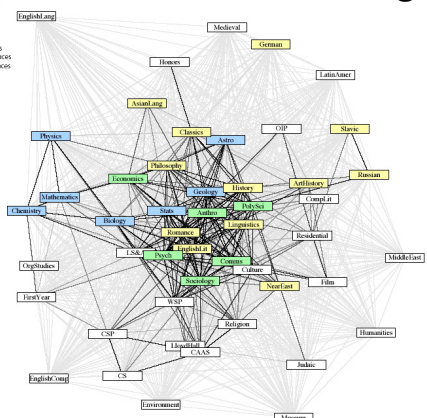 EnglishLang
Medieval
German
Honors
LatinAmer
AsianLang
Physics
Classics
Astro
OIP
Slavic
Philosophy
Economics
Russian
Geology
History
ArtHistory
Mathematics
CompLit
Chemistry
Stats
Anthro
PolySci
Biology
Linguistics
Romance
Residential
EnglishLit
Psych
Comms
MiddleEast
OrgStudies
Culture
Sociology
NearEast
Film
FirstYear
WSP
Religion
Humanities
CSP
CAAS
Judaic
CS
EnglishComp
Environment